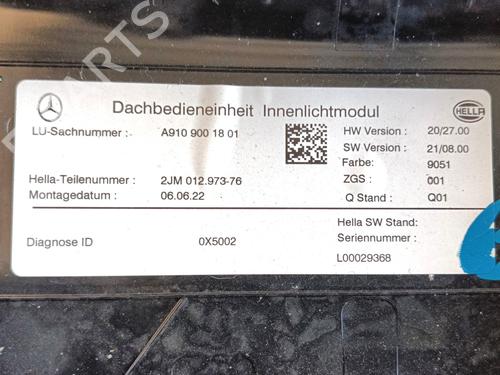 PARTS
Dachbedieneinheit Innenlichtmodul
HELLA
LU-Sachnummer : A910 900 18 01
HW Version : 20/27.00
SW Version : 21/08.00
Farbe: 9051
Hella-Teilenummer : 2JM 012.973-76
ZGS : 001
Montagedatum : 06.06.22
Q Stand : Q01
Hella SW Stand:
Diagnose ID 0X5002
Seriennummer :
L00029368